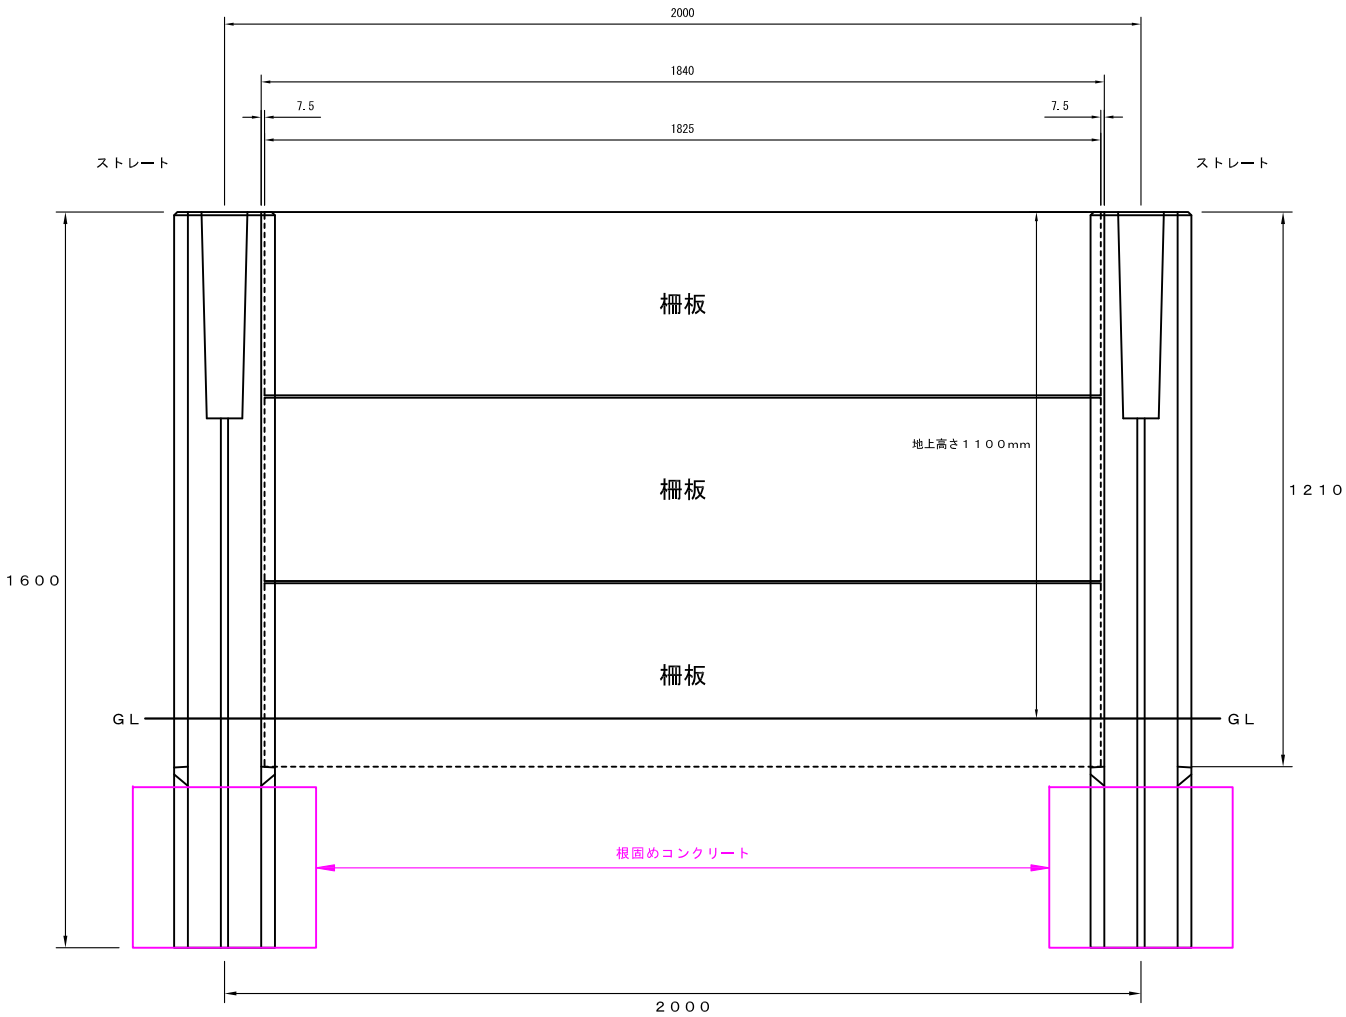 2000
1840
7.5
7.5
1825
ストレート
ストレート
柵板
地上高さ１１００mm
柵板
１２１０
１６００
柵板
ＧＬ
ＧＬ
根固めコンクリート
２０００